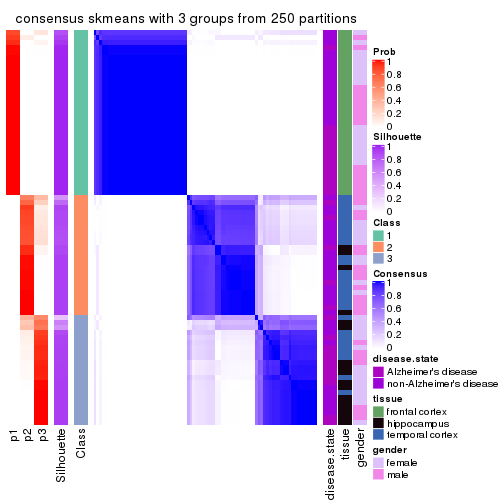 consensus skmeans with 3 groups from 250 partitions
Prob
1
0.8
0.6
0.4
0.2
0
Silhouette
1
0.8
0.6
0.4
0.2
0
Class
1
2
3
Consensus
1
0.8
0.6
0.4
0.2
0
disease.state
Alzheimer's disease
non-Alzheimer's disease
tissue
frontal cortex
hippocampus
temporal cortex
gender
female
male
p1
p2
p3
Silhouette
Class
disease.state
tissue
gender